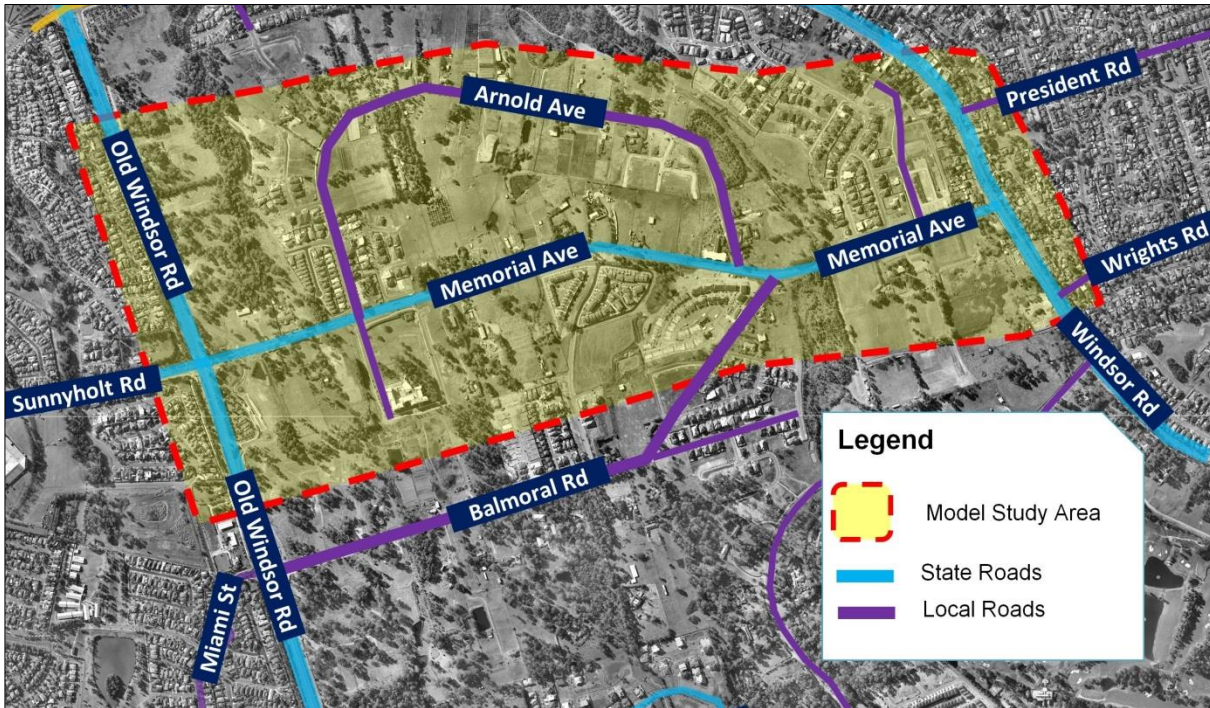 President Rd
Arnold Ave
Old Windsor Rd
Memorial Ave
Wrights Rd
Memorial Ave
Sunnyholt Rd
Windsor Rd
Balmoral Rd
Old Windsor Rd
Miami St
Legend
Model Study Area
State Roads
Local Roads